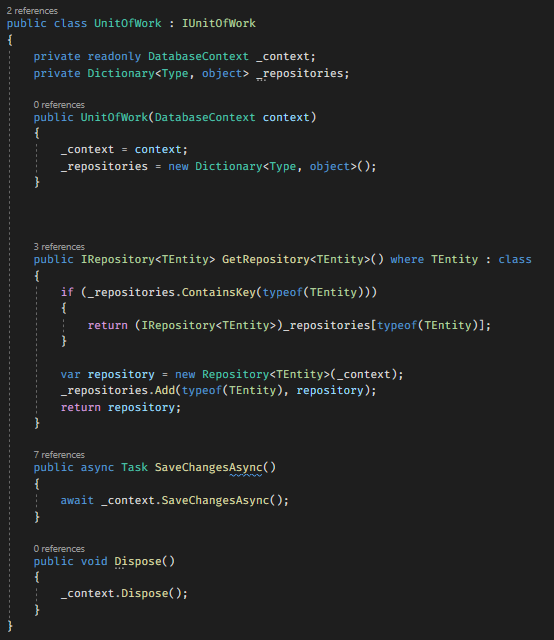 2 references
public class UnitOfWork : IUnitOfWork
{
private readonly DatabaseContext _context;
private Dictionary<Type, object> _repositories;
0 references
public UnitOfWork(DatabaseContext context)
{
_context = context;
_repositories = new Dictionary<Type, object>();
}
3 references
public IRepository<TEntity> GetRepository<TEntity>() where TEntity : class
{
if (_repositories.ContainsKey(typeof(TEntity)))
{
return (IRepository<TEntity>)_repositories[typeof(TEntity)];
}
var repository = new Repository<TEntity>(_context);
_repositories.Add(typeof(TEntity), repository);
return repository;
}
7 references
public async Task SaveChangesAsync()
{
await _context.SaveChangesAsync();
}
0 references
public void Dispose()
{
_context.Dispose();
}
}